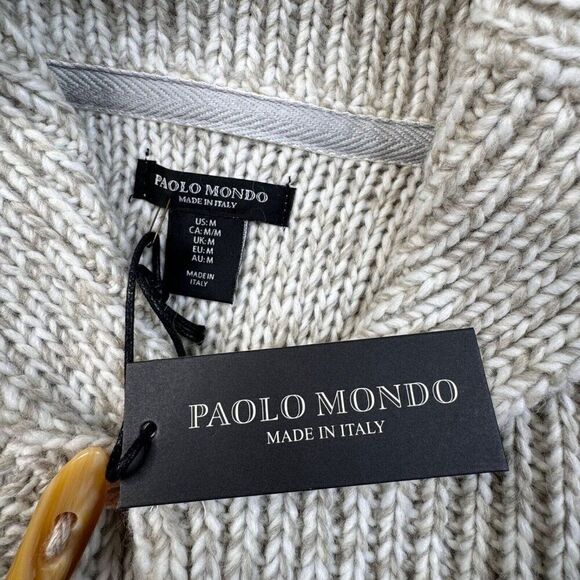 PAOLO MONDO
MADE IN ITALY
US: M
CA: M/M
UK: M
EU: M
AU: M
MADE IN
ITALY
PAOLO MONDO
MADE IN ITALY